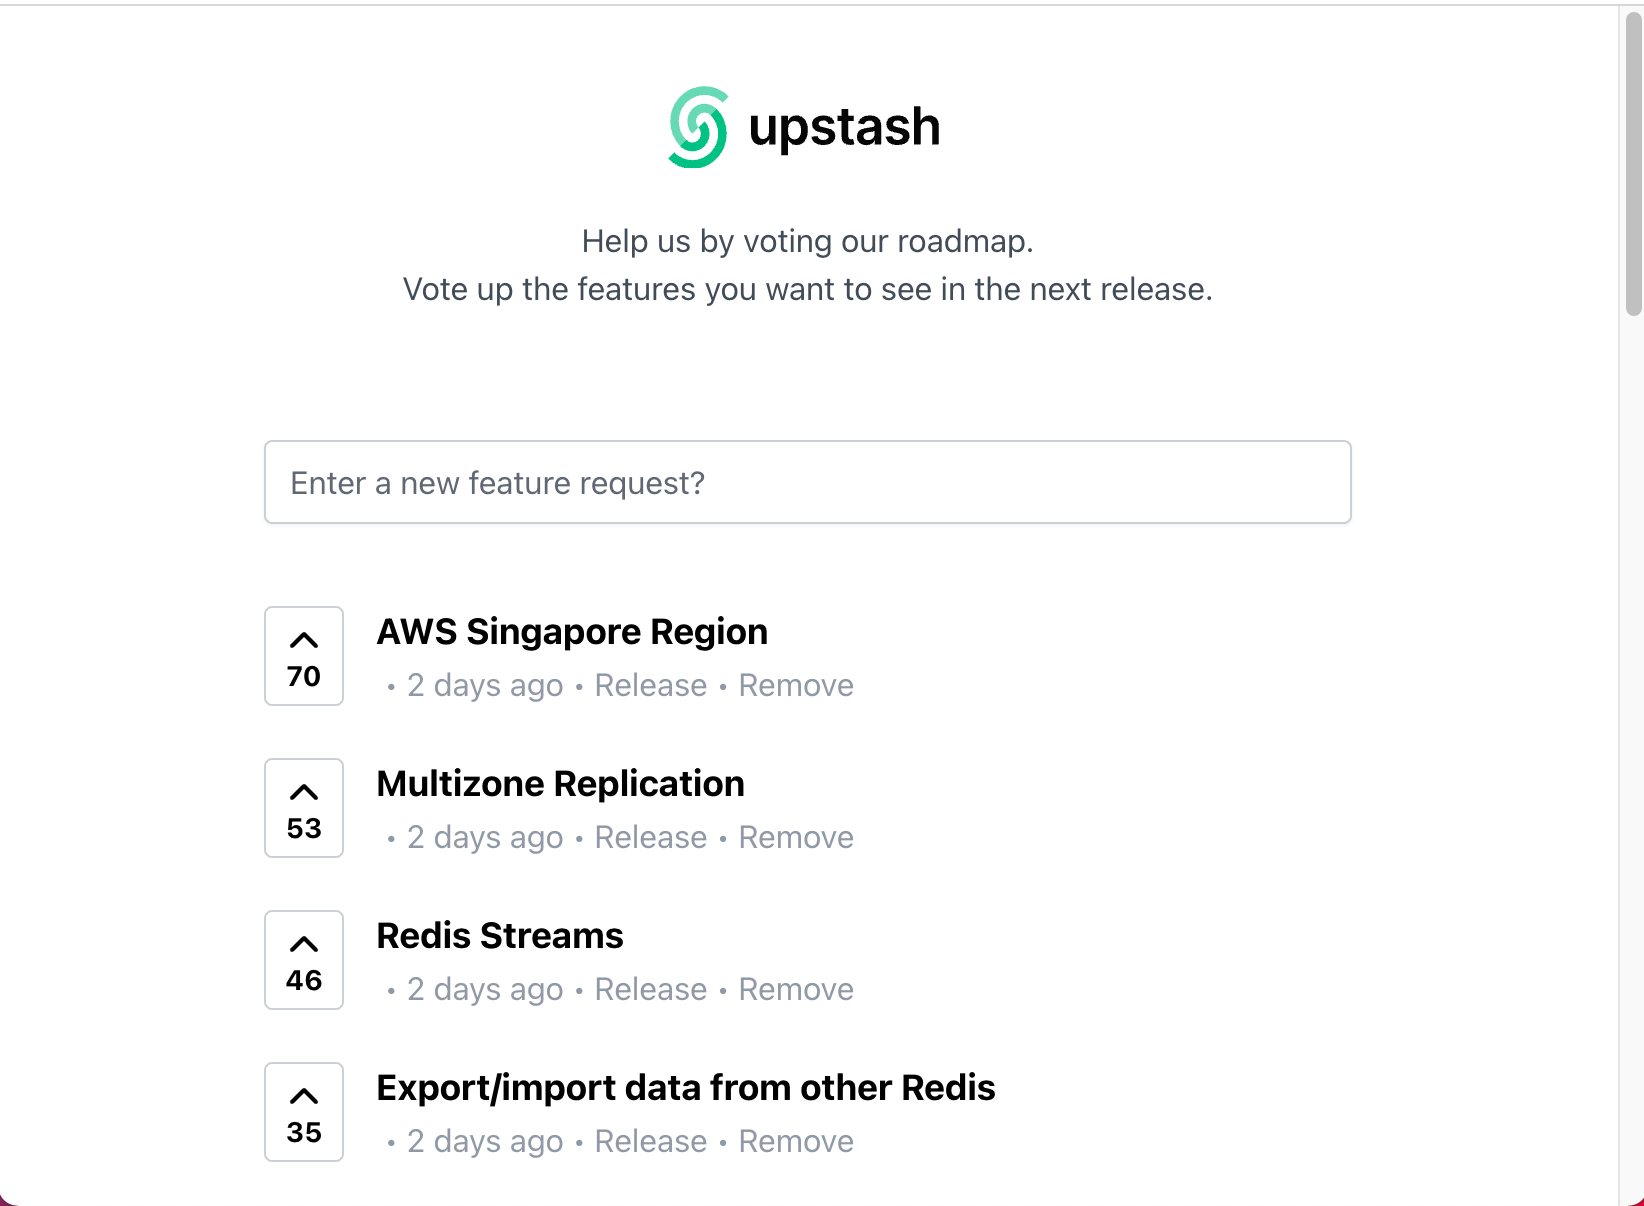 upstash
Help us by voting our roadmap.
Vote up the features you want to see in the next release.
Enter a new feature request?
AWS Singapore Region
70
• 2 days ago • Release • Remove
Multizone Replication
53
• 2 days ago • Release • Remove
Redis Streams
46
• 2 days ago • Release • Remove
Export/import data from other Redis
35
• 2 days ago • Release • Remove